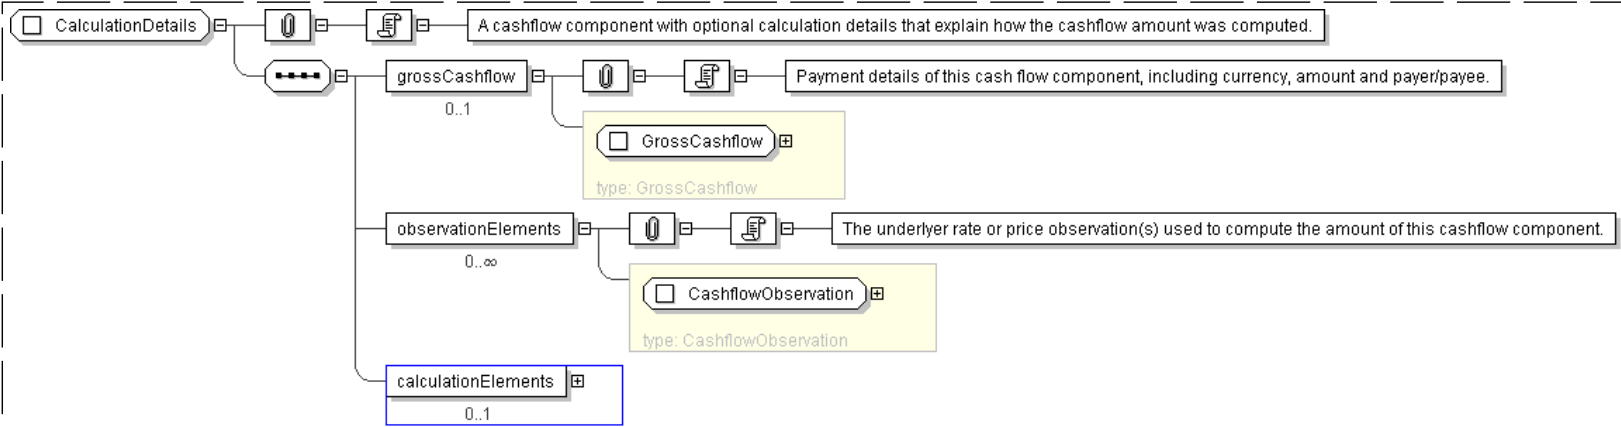 CalculationDetails
A cashflow component with optional calculation details that explain how the cashflow amount was computed.
grossCashflow
Payment details of this cash flow component, including currency, amount and payer/payee.
0..1
GrossCashflow
type: GrossCashflow
observationElements
The underlyer rate or price observation(s) used to compute the amount of this cashflow component.
0..∞
CashflowObservation
type: CashflowObservation
calculationElements
0..1